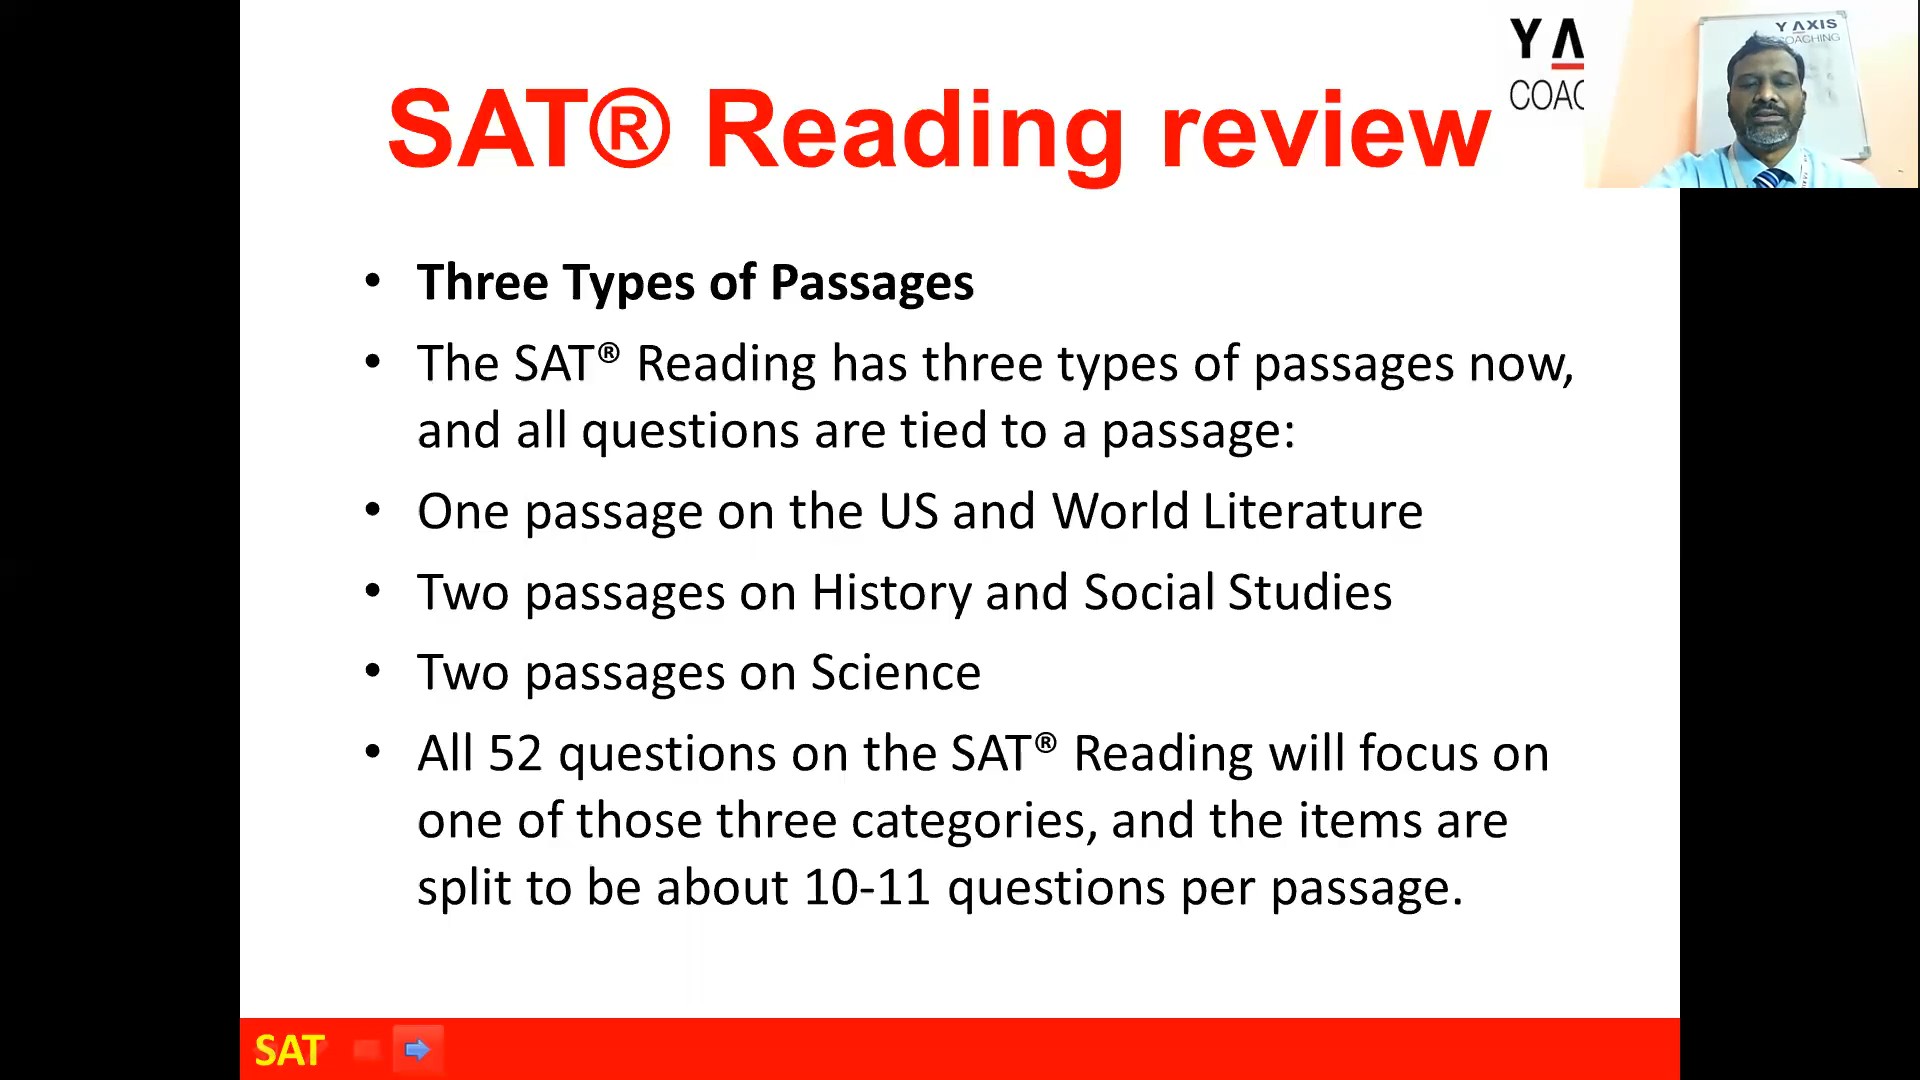 SAT® Reading review
Y Λ
COAC
Y ΛXIS
COACHING
• Three Types of Passages
• The SAT® Reading has three types of passages now,
and all questions are tied to a passage:
• One passage on the US and World Literature
• Two passages on History and Social Studies
• Two passages on Science
• All 52 questions on the SAT® Reading will focus on
one of those three categories, and the items are
split to be about 10-11 questions per passage.
SAT